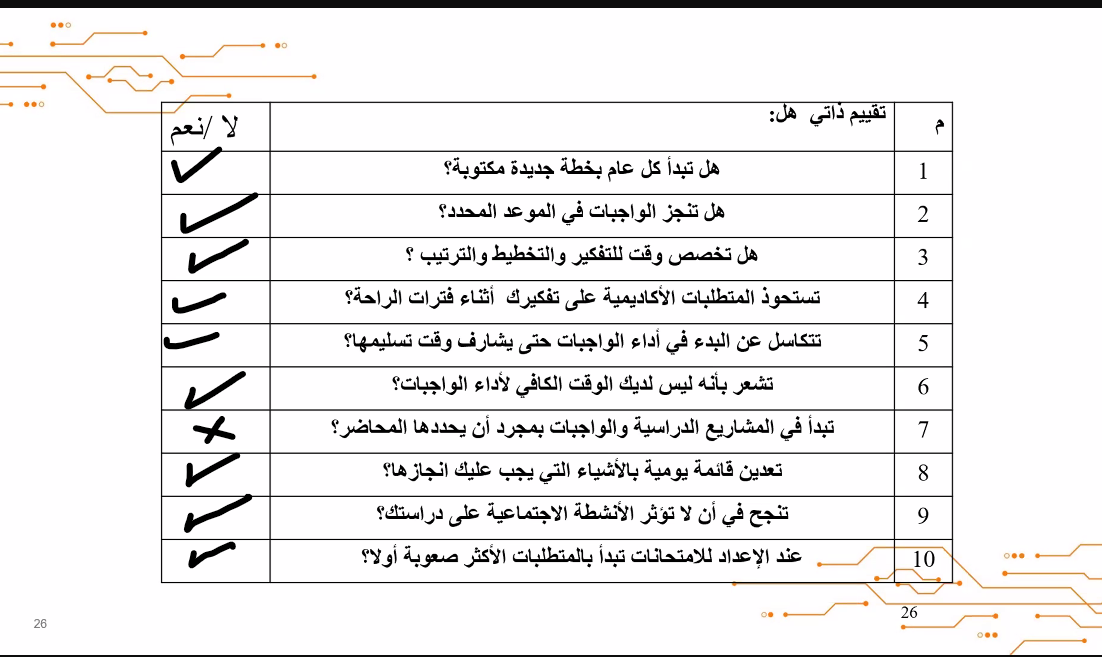 م تقييم ذاتي هل: لا /نعم
1 هل تبدأ كل عام بخطة جديدة مكتوبة؟ ✓
2 هل تنجز الواجبات في الموعد المحدد؟ ✓
3 هل تخصص وقت للتفكير والتخطيط والترتيب ؟ ✓
4 تستحوذ المتطلبات الأكاديمية على تفكيرك أثناء فترات الراحة؟ ✓
5 تتكاسل عن البدء في أداء الواجبات حتى يشارف وقت تسليمها؟ ✓
6 تشعر بأنه ليس لديك الوقت الكافي لأداء الواجبات؟ ✓
7 تبدأ في المشاريع الدراسية والواجبات بمجرد أن يحددها المحاضر؟ ✗
8 تعدين قائمة يومية بالأشياء التي يجب عليك انجازها؟ ✓
9 تنجح في أن لا تؤثر الأنشطة الاجتماعية على دراستك؟ ✓
10 عند الإعداد للامتحانات تبدأ بالمتطلبات الأكثر صعوبة أولا؟ ✓
26
26